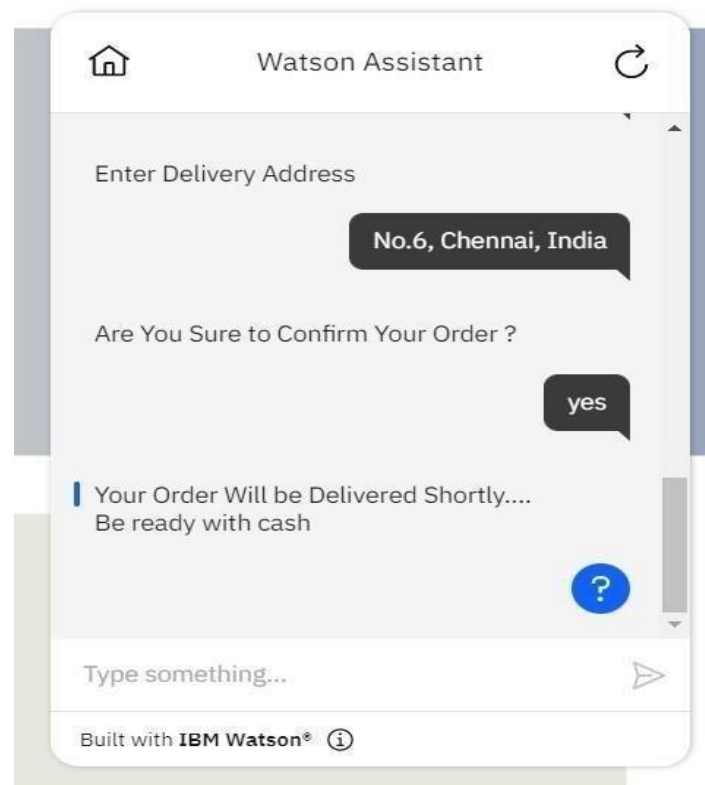 Watson Assistant
Enter Delivery Address
No.6, Chennai, India
Are You Sure to Confirm Your Order ?
yes
Your Order Will be Delivered Shortly....
Be ready with cash
?
Type something...
Built with IBM Watson®